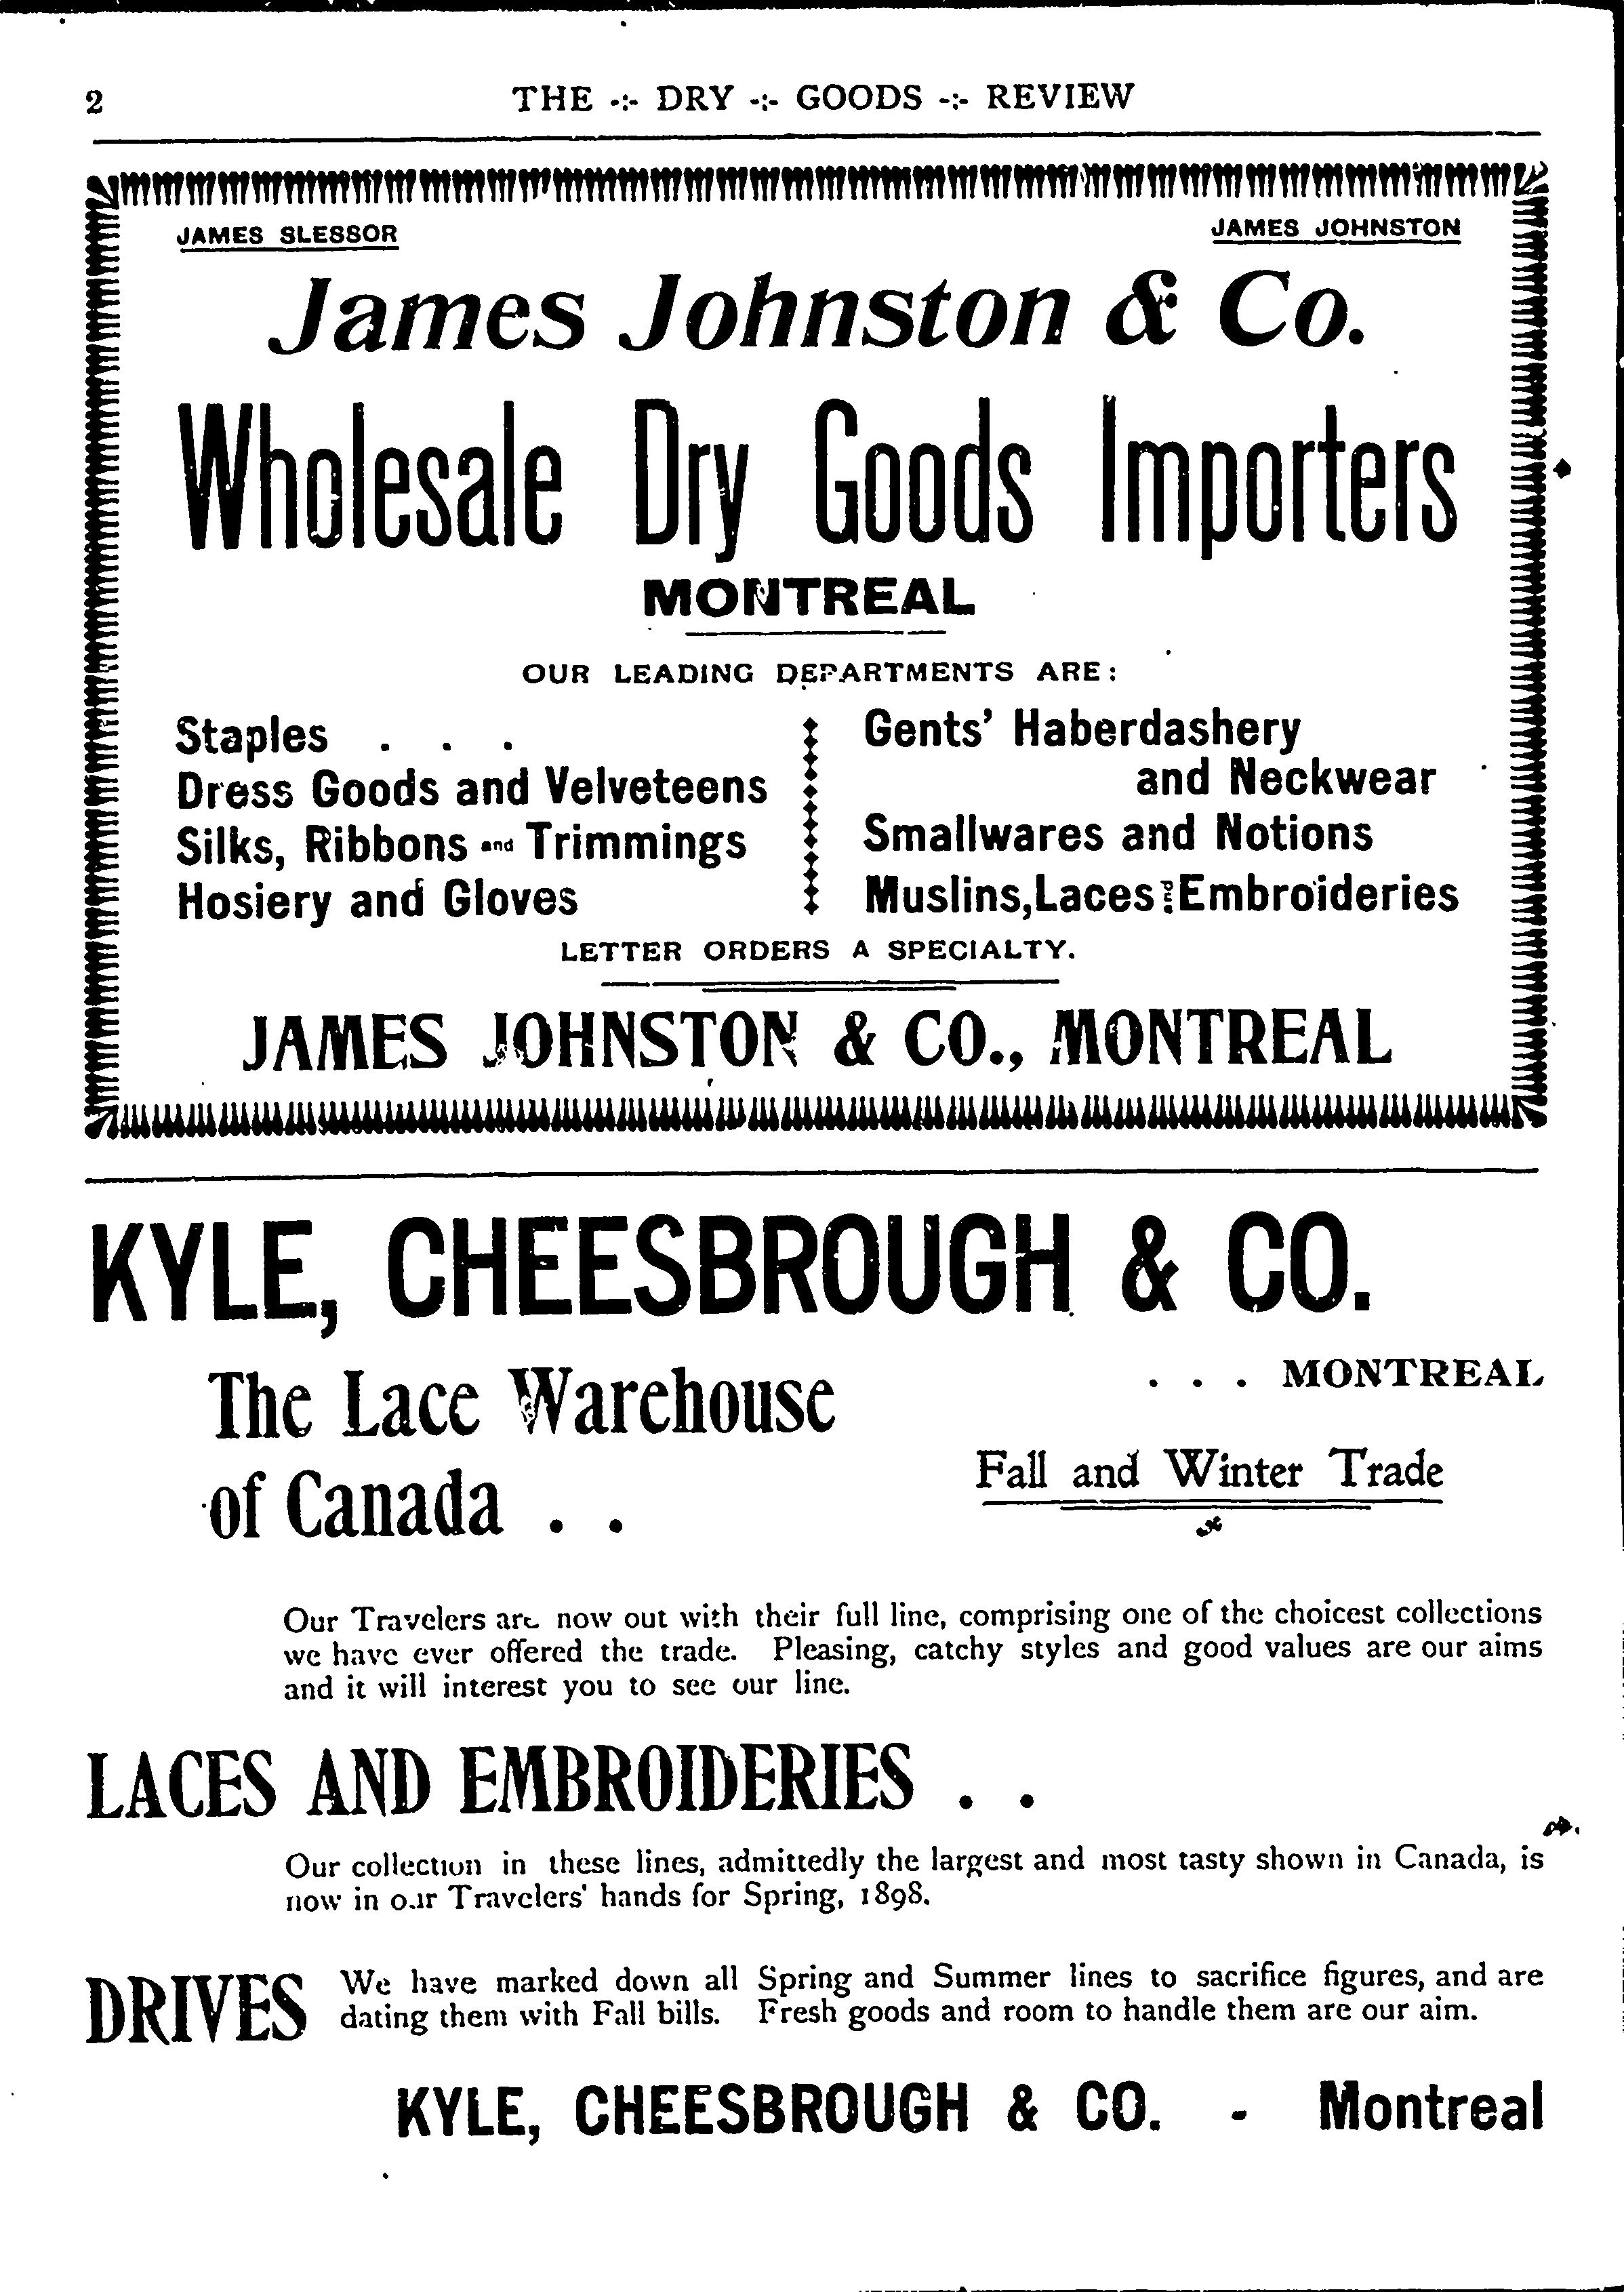 2
THE -:- DRY -:- GOODS -:- REVIEW
JAMES SLESSOR
JAMES JOHNSTON
James Johnston & Co.
Wholesale Dry Goods Importers
MONTREAL
OUR LEADING DEPARTMENTS ARE:
Staples . . .
Dress Goods and Velveteens
Silks, Ribbons and Trimmings
Hosiery and Gloves
Gents' Haberdashery
and Neckwear
Smallwares and Notions
Muslins, Laces and Embroideries
LETTER ORDERS A SPECIALTY.
JAMES JOHNSTON & CO., MONTREAL
KYLE, CHEESBROUGH & CO.
The Lace Warehouse
of Canada . .
. . . MONTREAL
Fall and Winter Trade
Our Travelers are now out with their full line, comprising one of the choicest collections
we have ever offered the trade. Pleasing, catchy styles and good values are our aims
and it will interest you to see our line.
LACES AND EMBROIDERIES . .
Our collection in these lines, admittedly the largest and most tasty shown in Canada, is
now in our Travelers' hands for Spring, 1898.
DRIVES
We have marked down all Spring and Summer lines to sacrifice figures, and are
dating them with Fall bills. Fresh goods and room to handle them are our aim.
KYLE, CHEESBROUGH & CO. - Montreal